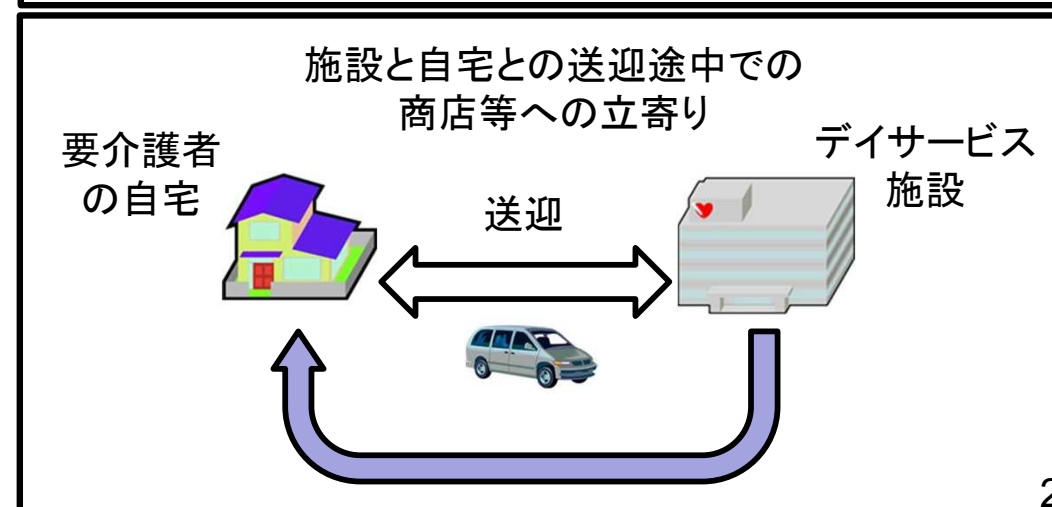 施設と自宅との送迎途中での
商店等への立寄り
要介護者
の自宅
送迎
デイサービス
施設
2